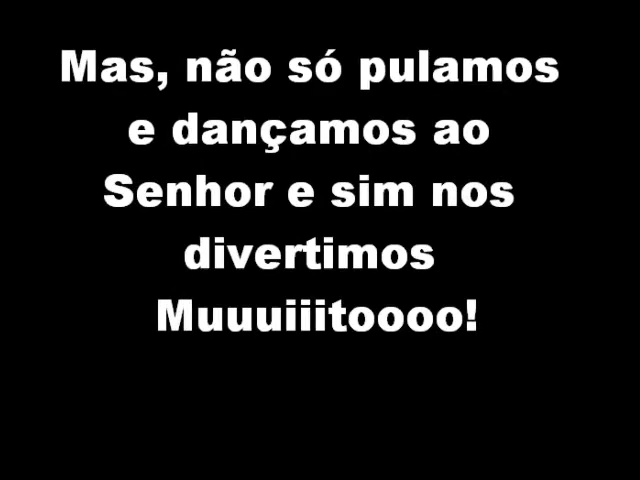 Mas, não só pulamos
e dançamos ao
Senhor e sim nos
divertimos
Muuuiiitoooo!